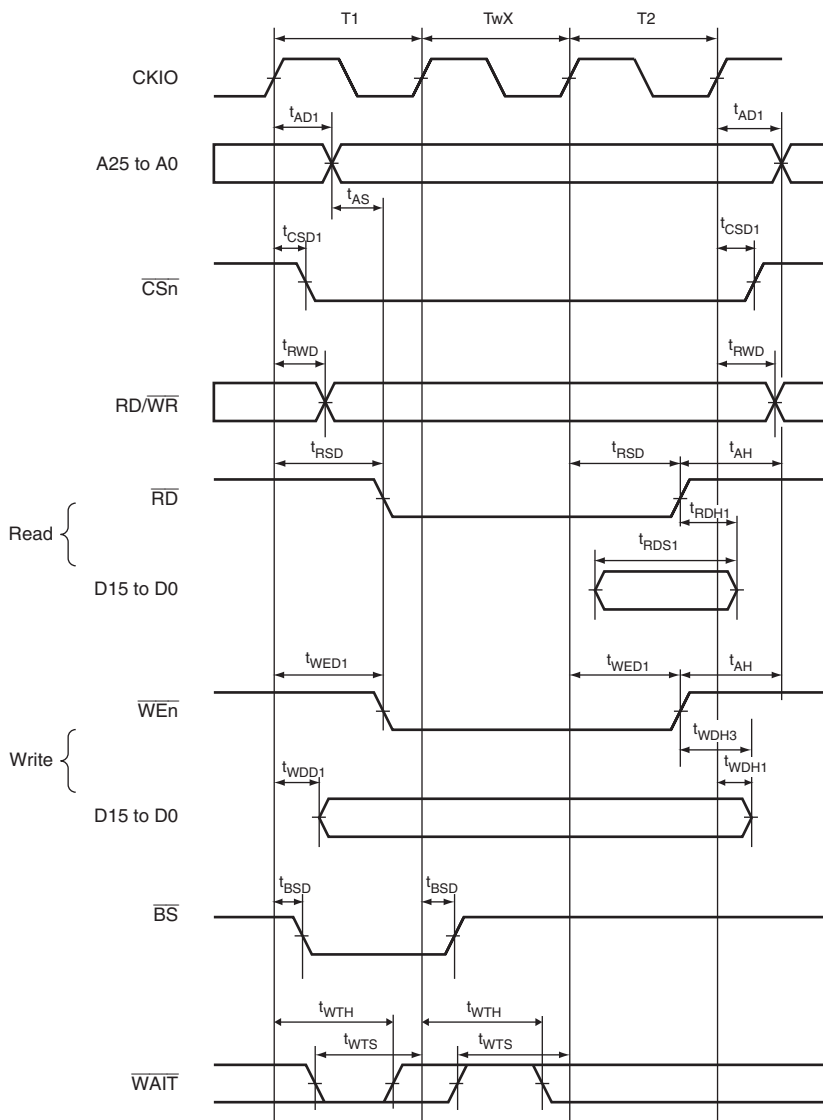 T1 TwX T2
CKIO
tAD1 tAD1
A25 to A0
tAS
tCSD1 tCSD1
CSn
tRWD tRWD
RD/WR
tRSD tRSD tAH
RD
tRDH1
Read
tRDS1
D15 to D0
tWED1 tWED1 tAH
WEn
tWDH3
Write
tWDD1 tWDH1
D15 to D0
tBSD tBSD
BS
tWTH tWTH
tWTS tWTS
WAIT